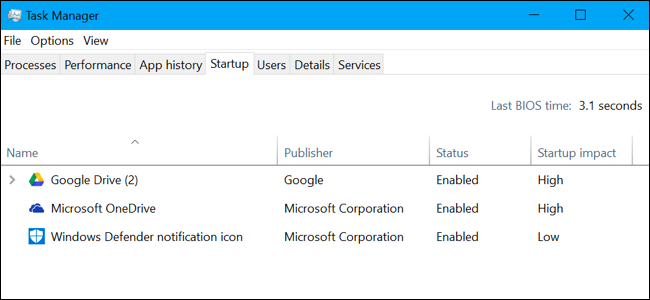 Task Manager
File Options View
Processes Performance App history Startup Users Details Services
Last BIOS time: 3.1 seconds
Name Publisher Status Startup impact
Google Drive (2) Google Enabled High
Microsoft OneDrive Microsoft Corporation Enabled High
Windows Defender notification icon Microsoft Corporation Enabled Low